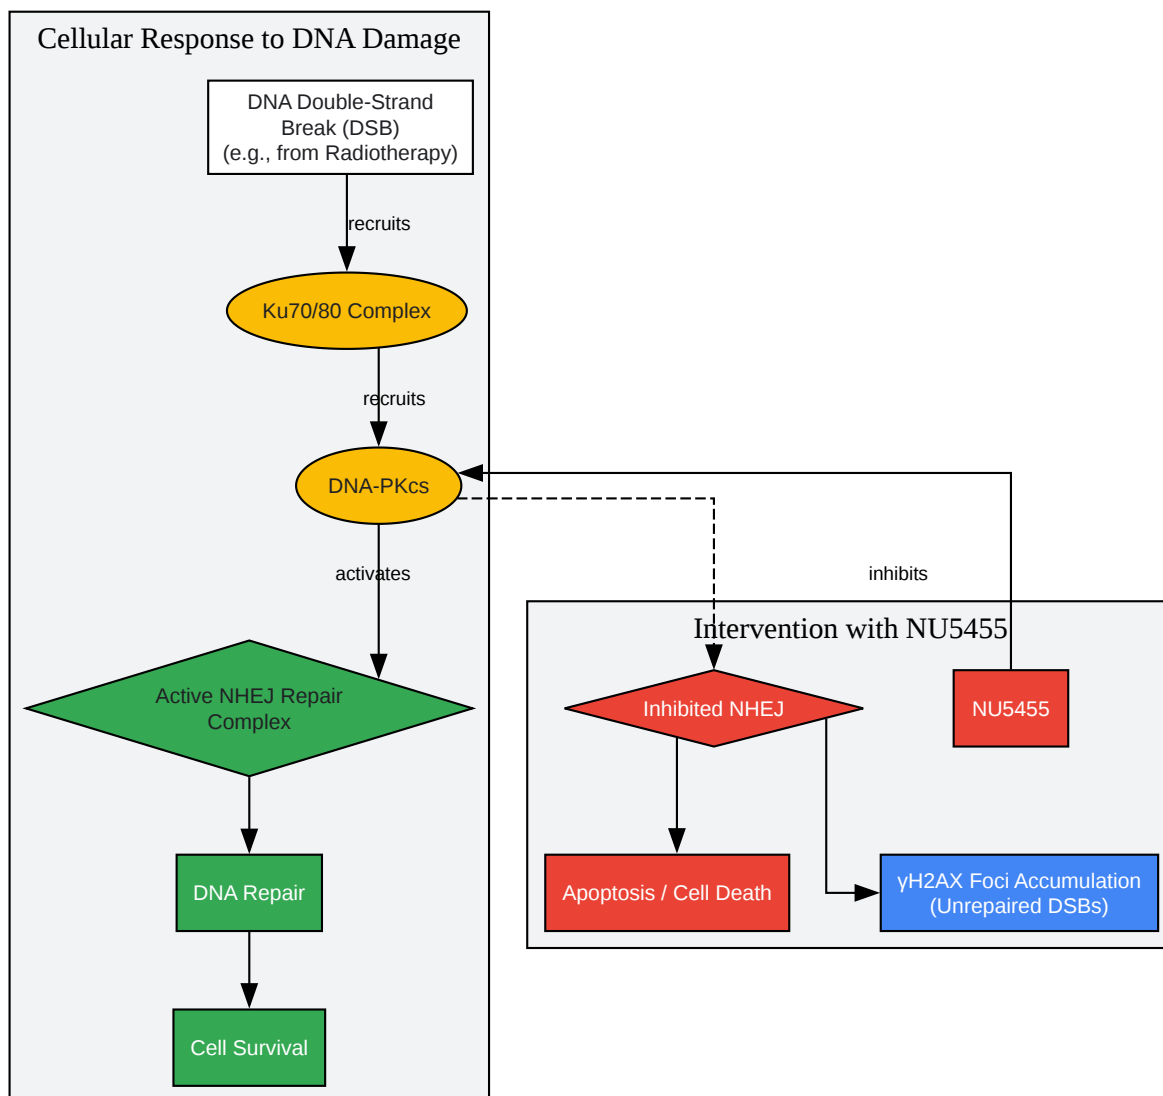 Cellular Response to DNA Damage
DNA Double-Strand
Break (DSB)
(e.g., from Radiotherapy)
recruits
Ku70/80 Complex
recruits
DNA-PKcs
activates
inhibits
Intervention with NU5455
Active NHEJ Repair
Complex
Inhibited NHEJ
NU5455
DNA Repair
Apoptosis / Cell Death
γH2AX Foci Accumulation
(Unrepaired DSBs)
Cell Survival